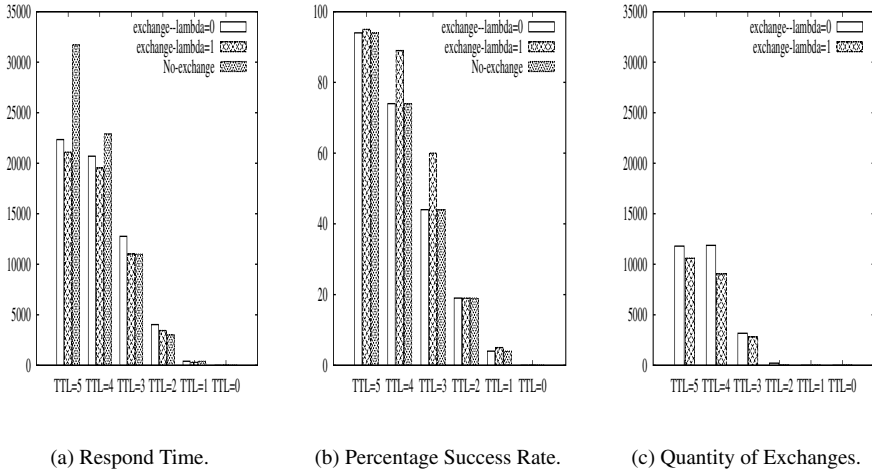 35000
30000
25000
20000
15000
10000
5000
0
exchange--lambda=0
exchange-lambda=1
No-exchange
TTL=5 TTL=4 TTL=3 TTL=2 TTL=1 TTL=0
(a) Respond Time.
100
80
60
40
20
0
exchange--lambda=0
exchange-lambda=1
No-exchange
TTL=5 TTL=4 TTL=3 TTL=2 TTL=1 TTL=0
(b) Percentage Success Rate.
35000
30000
25000
20000
15000
10000
5000
0
exchange--lambda=0
exchange-lambda=1
TTL=5 TTL=4 TTL=3 TTL=2 TTL=1 TTL=0
(c) Quantity of Exchanges.